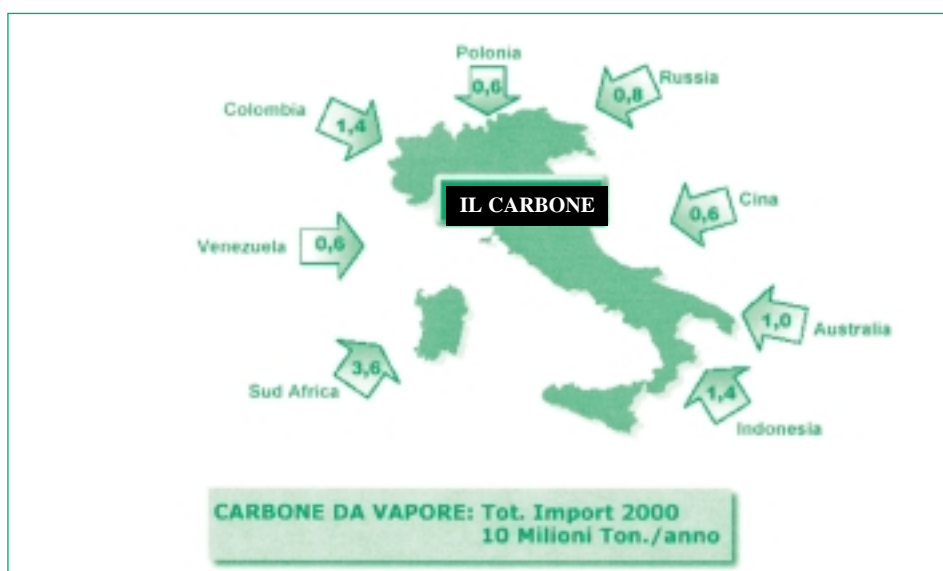 Polonia
0,6
Russia
0,8
Colombia
1,4
IL CARBONE
Cina
0,6
Venezuela
0,6
Australia
1,0
Sud Africa
3,6
Indonesia
1,4
CARBONE DA VAPORE: Tot. Import 2000
10 Milioni Ton./anno